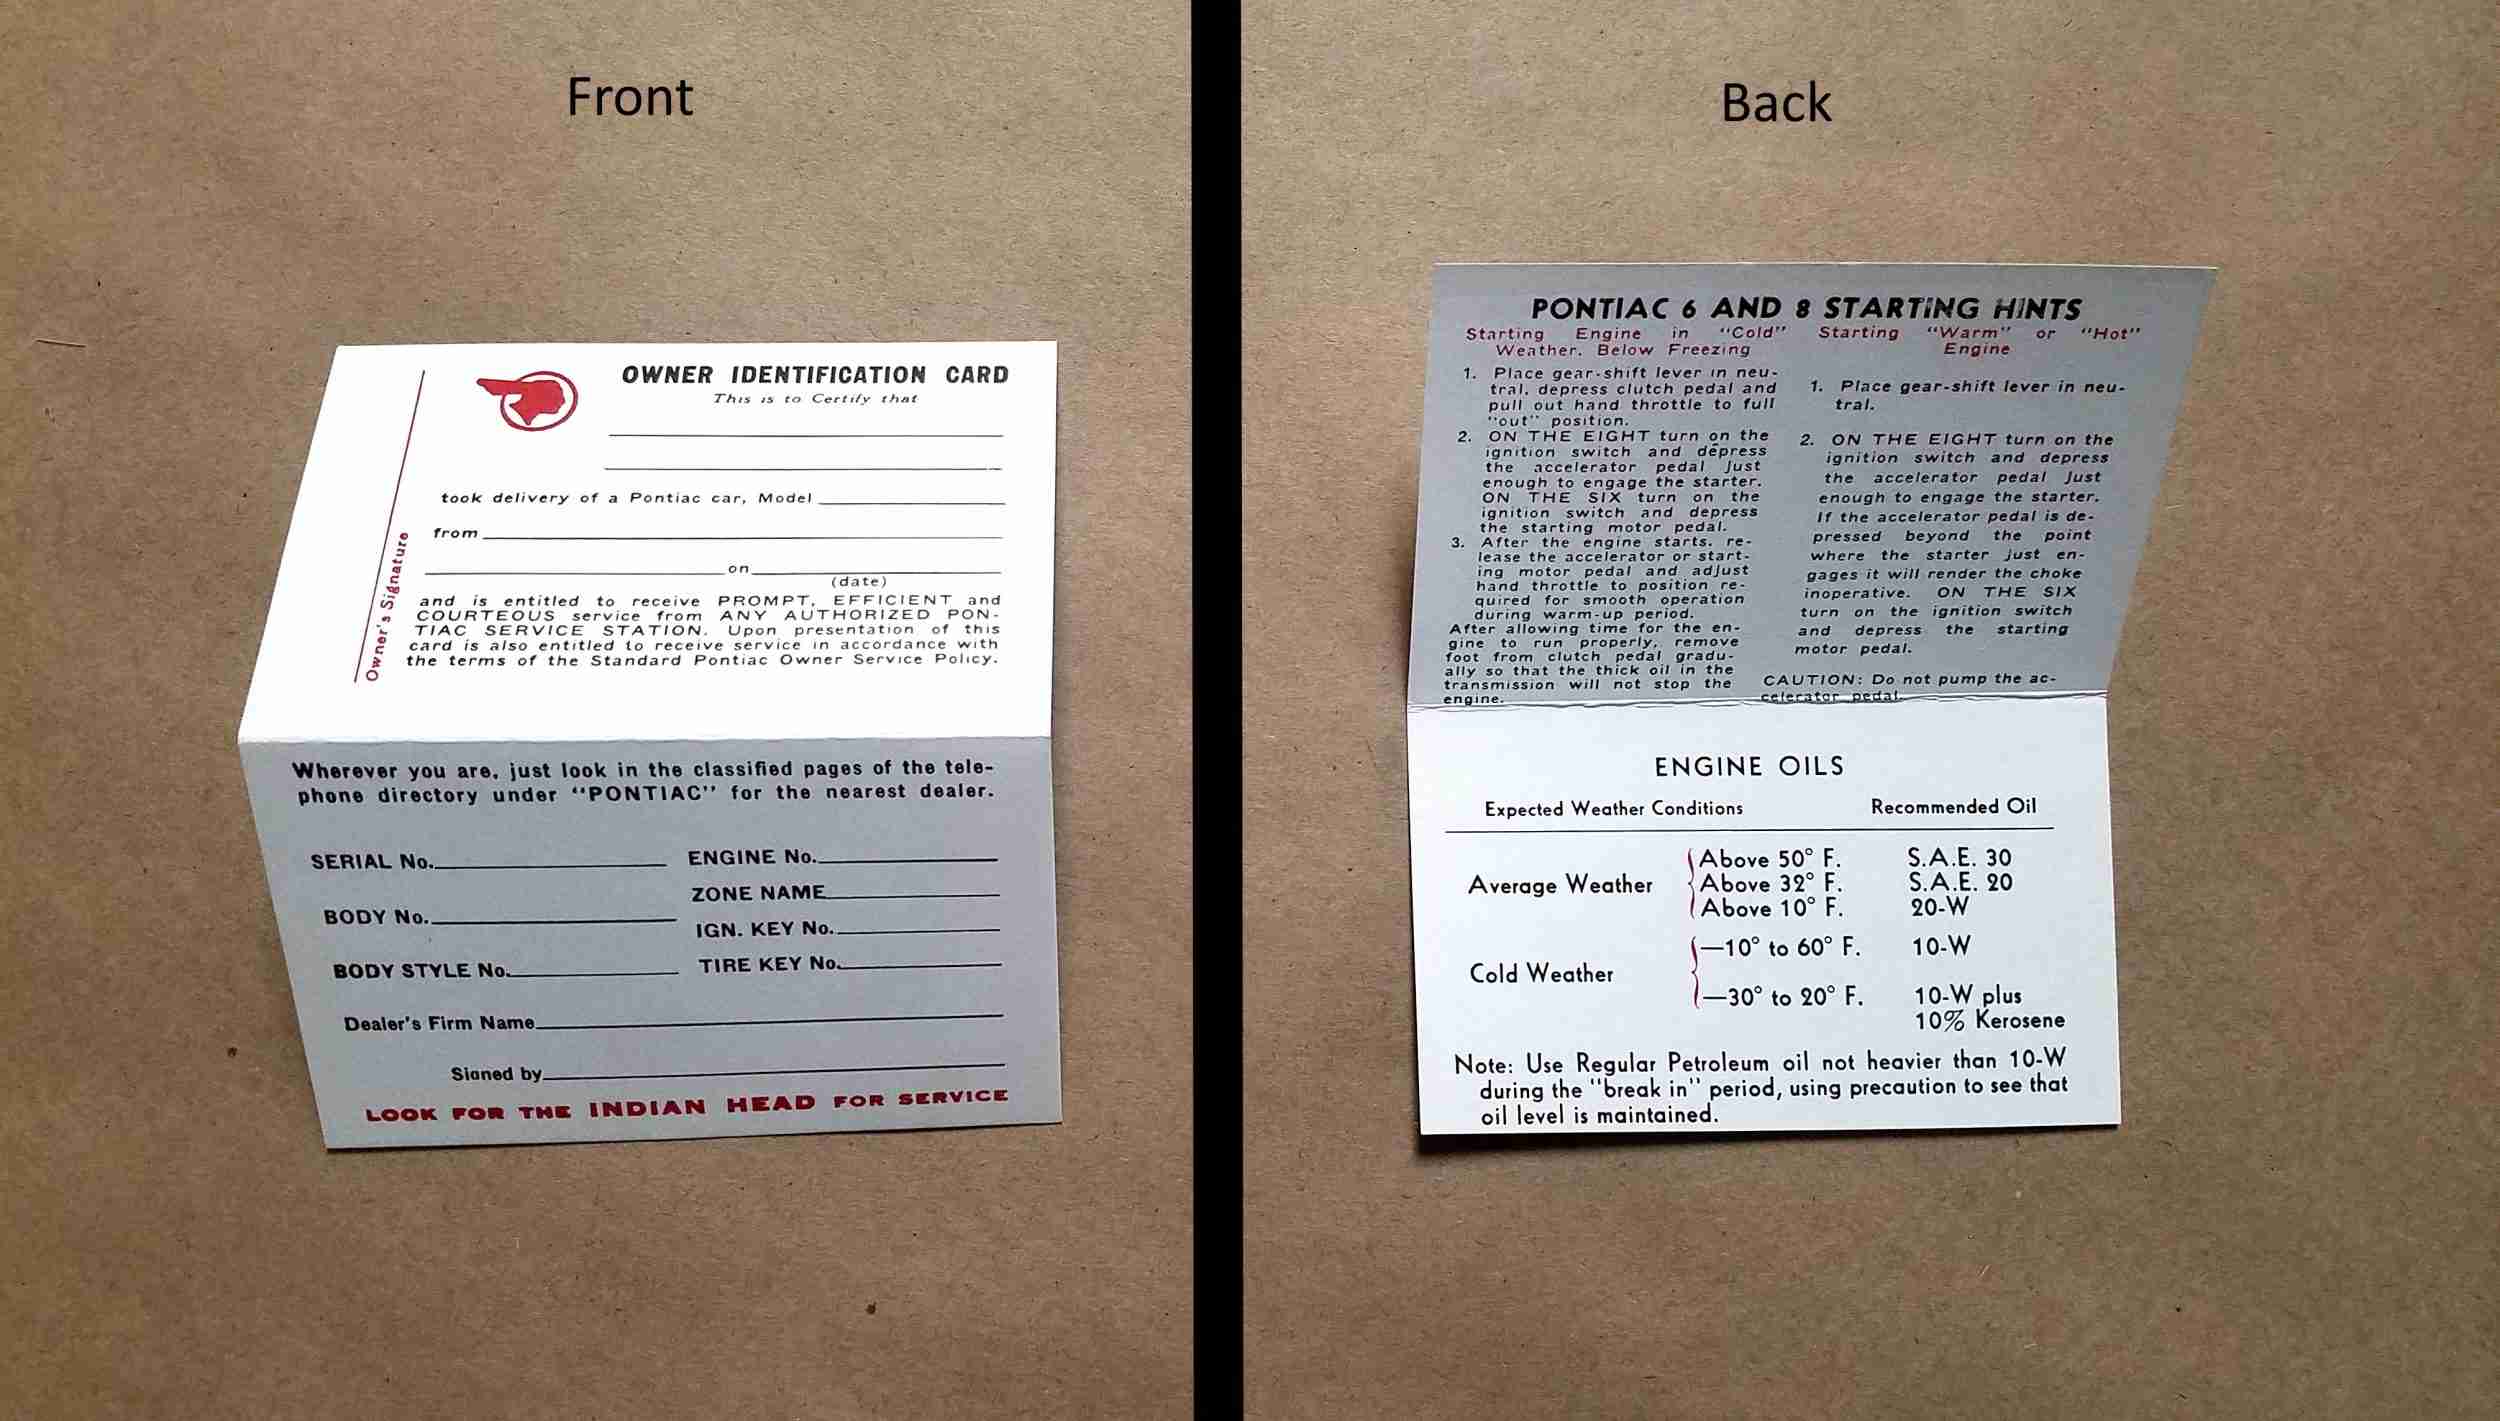 Front
OWNER IDENTIFICATION CARD
This is to Certify that
took delivery of a Pontiac car, Model
from
on
(date)
and is entitled to receive PROMPT, EFFICIENT and
COURTEOUS service from ANY AUTHORIZED PON-
TIAC SERVICE STATION. Upon presentation of this
card is also entitled to receive service in accordance with
the terms of the Standard Pontiac Owner Service Policy.
Owner's Signature
Wherever you are, just look in the classified pages of the tele-
phone directory under "PONTIAC" for the nearest dealer.
SERIAL No.
BODY No.
BODY STYLE No.
ENGINE No.
ZONE NAME
IGN. KEY No.
TIRE KEY No.
Dealer's Firm Name
Signed by
LOOK FOR THE INDIAN HEAD FOR SERVICE
Back
PONTIAC 6 AND 8 STARTING HINTS
Starting Engine in "Cold"
Weather. Below Freezing
1. Place gear-shift lever in neu-
tral, depress clutch pedal and
pull out hand throttle to full
"out" position.
2. ON THE EIGHT turn on the
ignition switch and depress
the accelerator pedal just
enough to engage the starter.
ON THE SIX turn on the
ignition switch and depress
the starting motor pedal.
3. After the engine starts, re-
lease the accelerator or start-
ing motor pedal and adjust
hand throttle to position re-
quired for smooth operation
during warm-up period.
After allowing time for the en-
gine to run properly, remove
foot from clutch pedal gradu-
ally so that the thick oil in the
transmission will not stop the
engine.
Starting "Warm" or "Hot"
Engine
1. Place gear-shift lever in neu-
tral.
2. ON THE EIGHT turn on the
ignition switch and depress
the accelerator pedal just
enough to engage the starter.
If the accelerator pedal is de-
pressed beyond the point
where the starter just en-
gages it will render the choke
inoperative. ON THE SIX
turn on the ignition switch
and depress the starting
motor pedal.
CAUTION: Do not pump the ac-
celerator pedal.
ENGINE OILS
Expected Weather Conditions Recommended Oil
Average Weather
Above 50° F. S.A.E. 30
Above 32° F. S.A.E. 20
Above 10° F. 20-W
Cold Weather
—10° to 60° F. 10-W
—30° to 20° F. 10-W plus
10% Kerosene
Note: Use Regular Petroleum oil not heavier than 10-W
during the "break in" period, using precaution to see that
oil level is maintained.